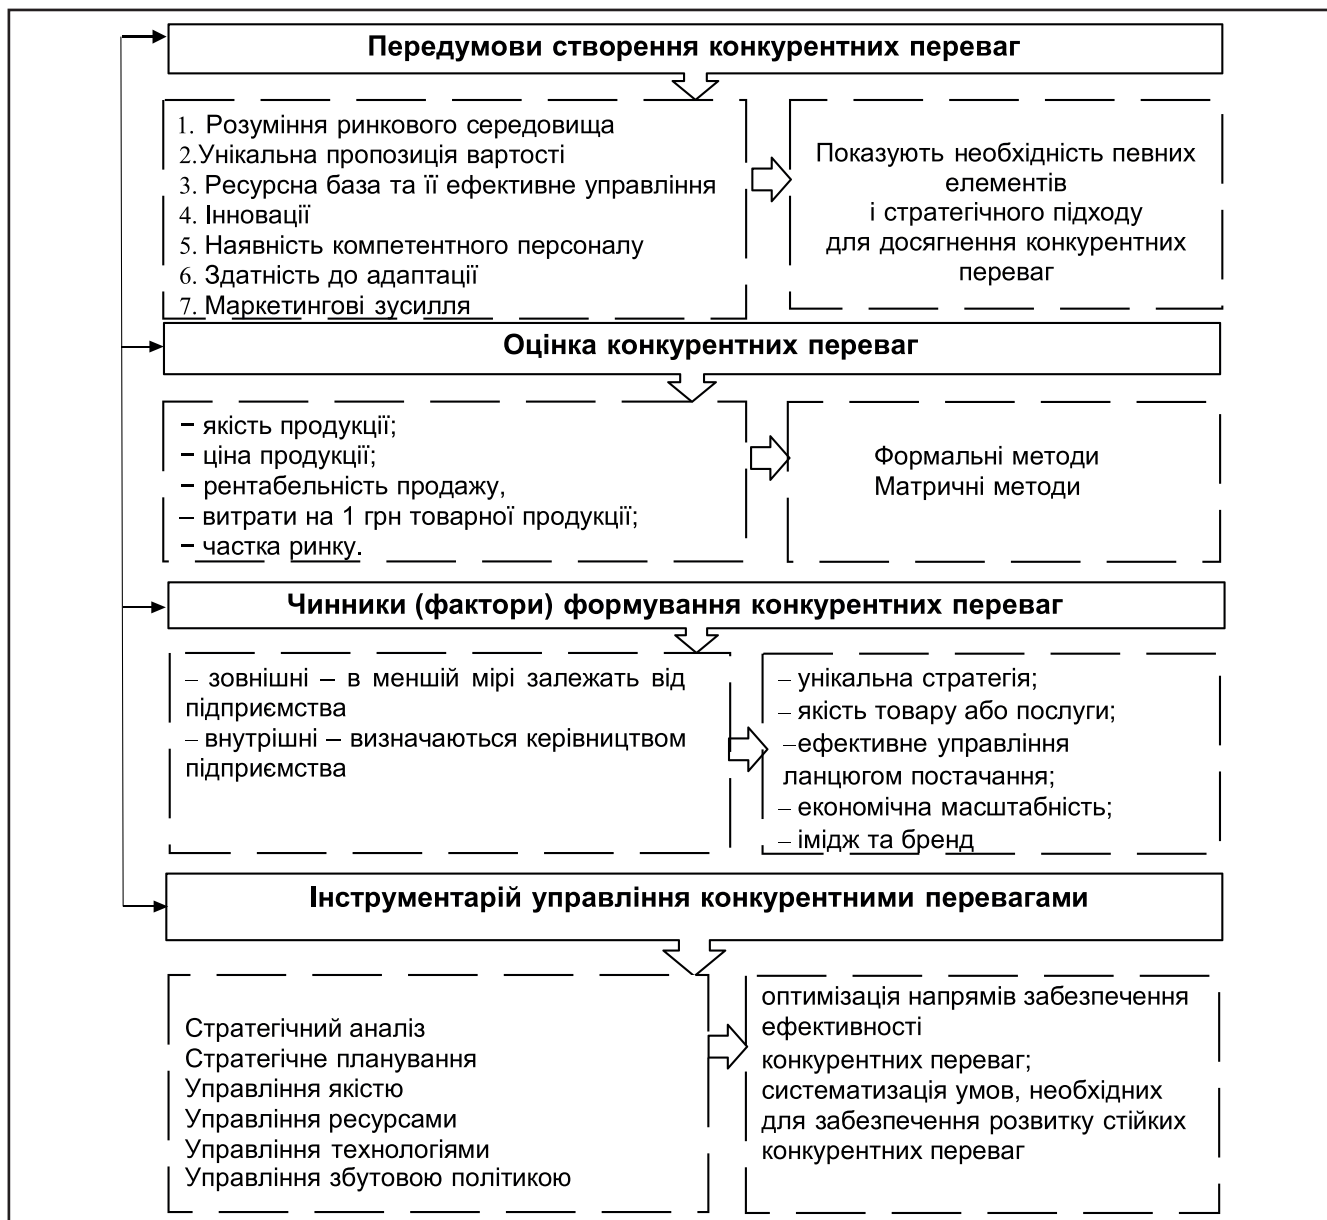 Передумови створення конкурентних переваг
1. Розуміння ринкового середовища
2.Унікальна пропозиція вартості
3. Ресурсна база та її ефективне управління
4. Інновації
5. Наявність компетентного персоналу
6. Здатність до адаптації
7. Маркетингові зусилля
Показують необхідність певних
елементів
і стратегічного підходу
для досягнення конкурентних
переваг
Оцінка конкурентних переваг
− якість продукції;
− ціна продукції;
− рентабельність продажу,
– витрати на 1 грн товарної продукції;
− частка ринку.
Формальні методи
Матричні методи
Чинники (фактори) формування конкурентних переваг
– зовнішні – в меншій мірі залежать від
підприємства
– внутрішні – визначаються керівництвом
підприємства
– унікальна стратегія;
– якість товару або послуги;
–ефективне управління
ланцюгом постачання;
– економічна масштабність;
– імідж та бренд
Інструментарій управління конкурентними перевагами
Стратегічний аналіз
Стратегічне планування
Управління якістю
Управління ресурсами
Управління технологіями
Управління збутовою політикою
оптимізація напрямів забезпечення
ефективності
конкурентних переваг;
систематизація умов, необхідних
для забезпечення розвитку стійких
конкурентних переваг